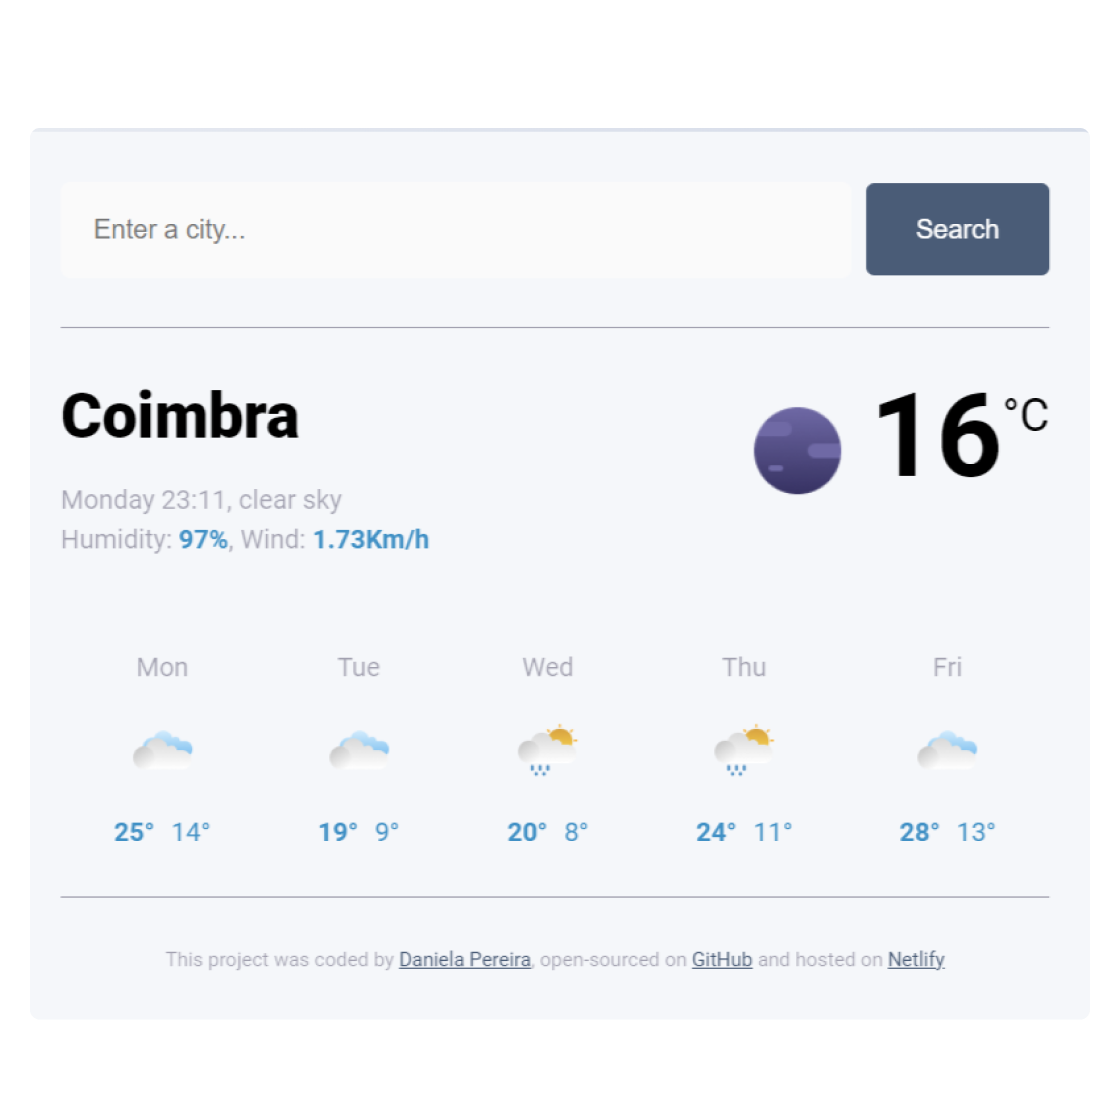 Enter a city...
Search
Coimbra
16 °C
Monday 23:11, clear sky
Humidity: 97%, Wind: 1.73Km/h
Mon Tue Wed Thu Fri
25° 14° 19° 9° 20° 8° 24° 11° 28° 13°
This project was coded by Daniela Pereira, open-sourced on GitHub and hosted on Netlify